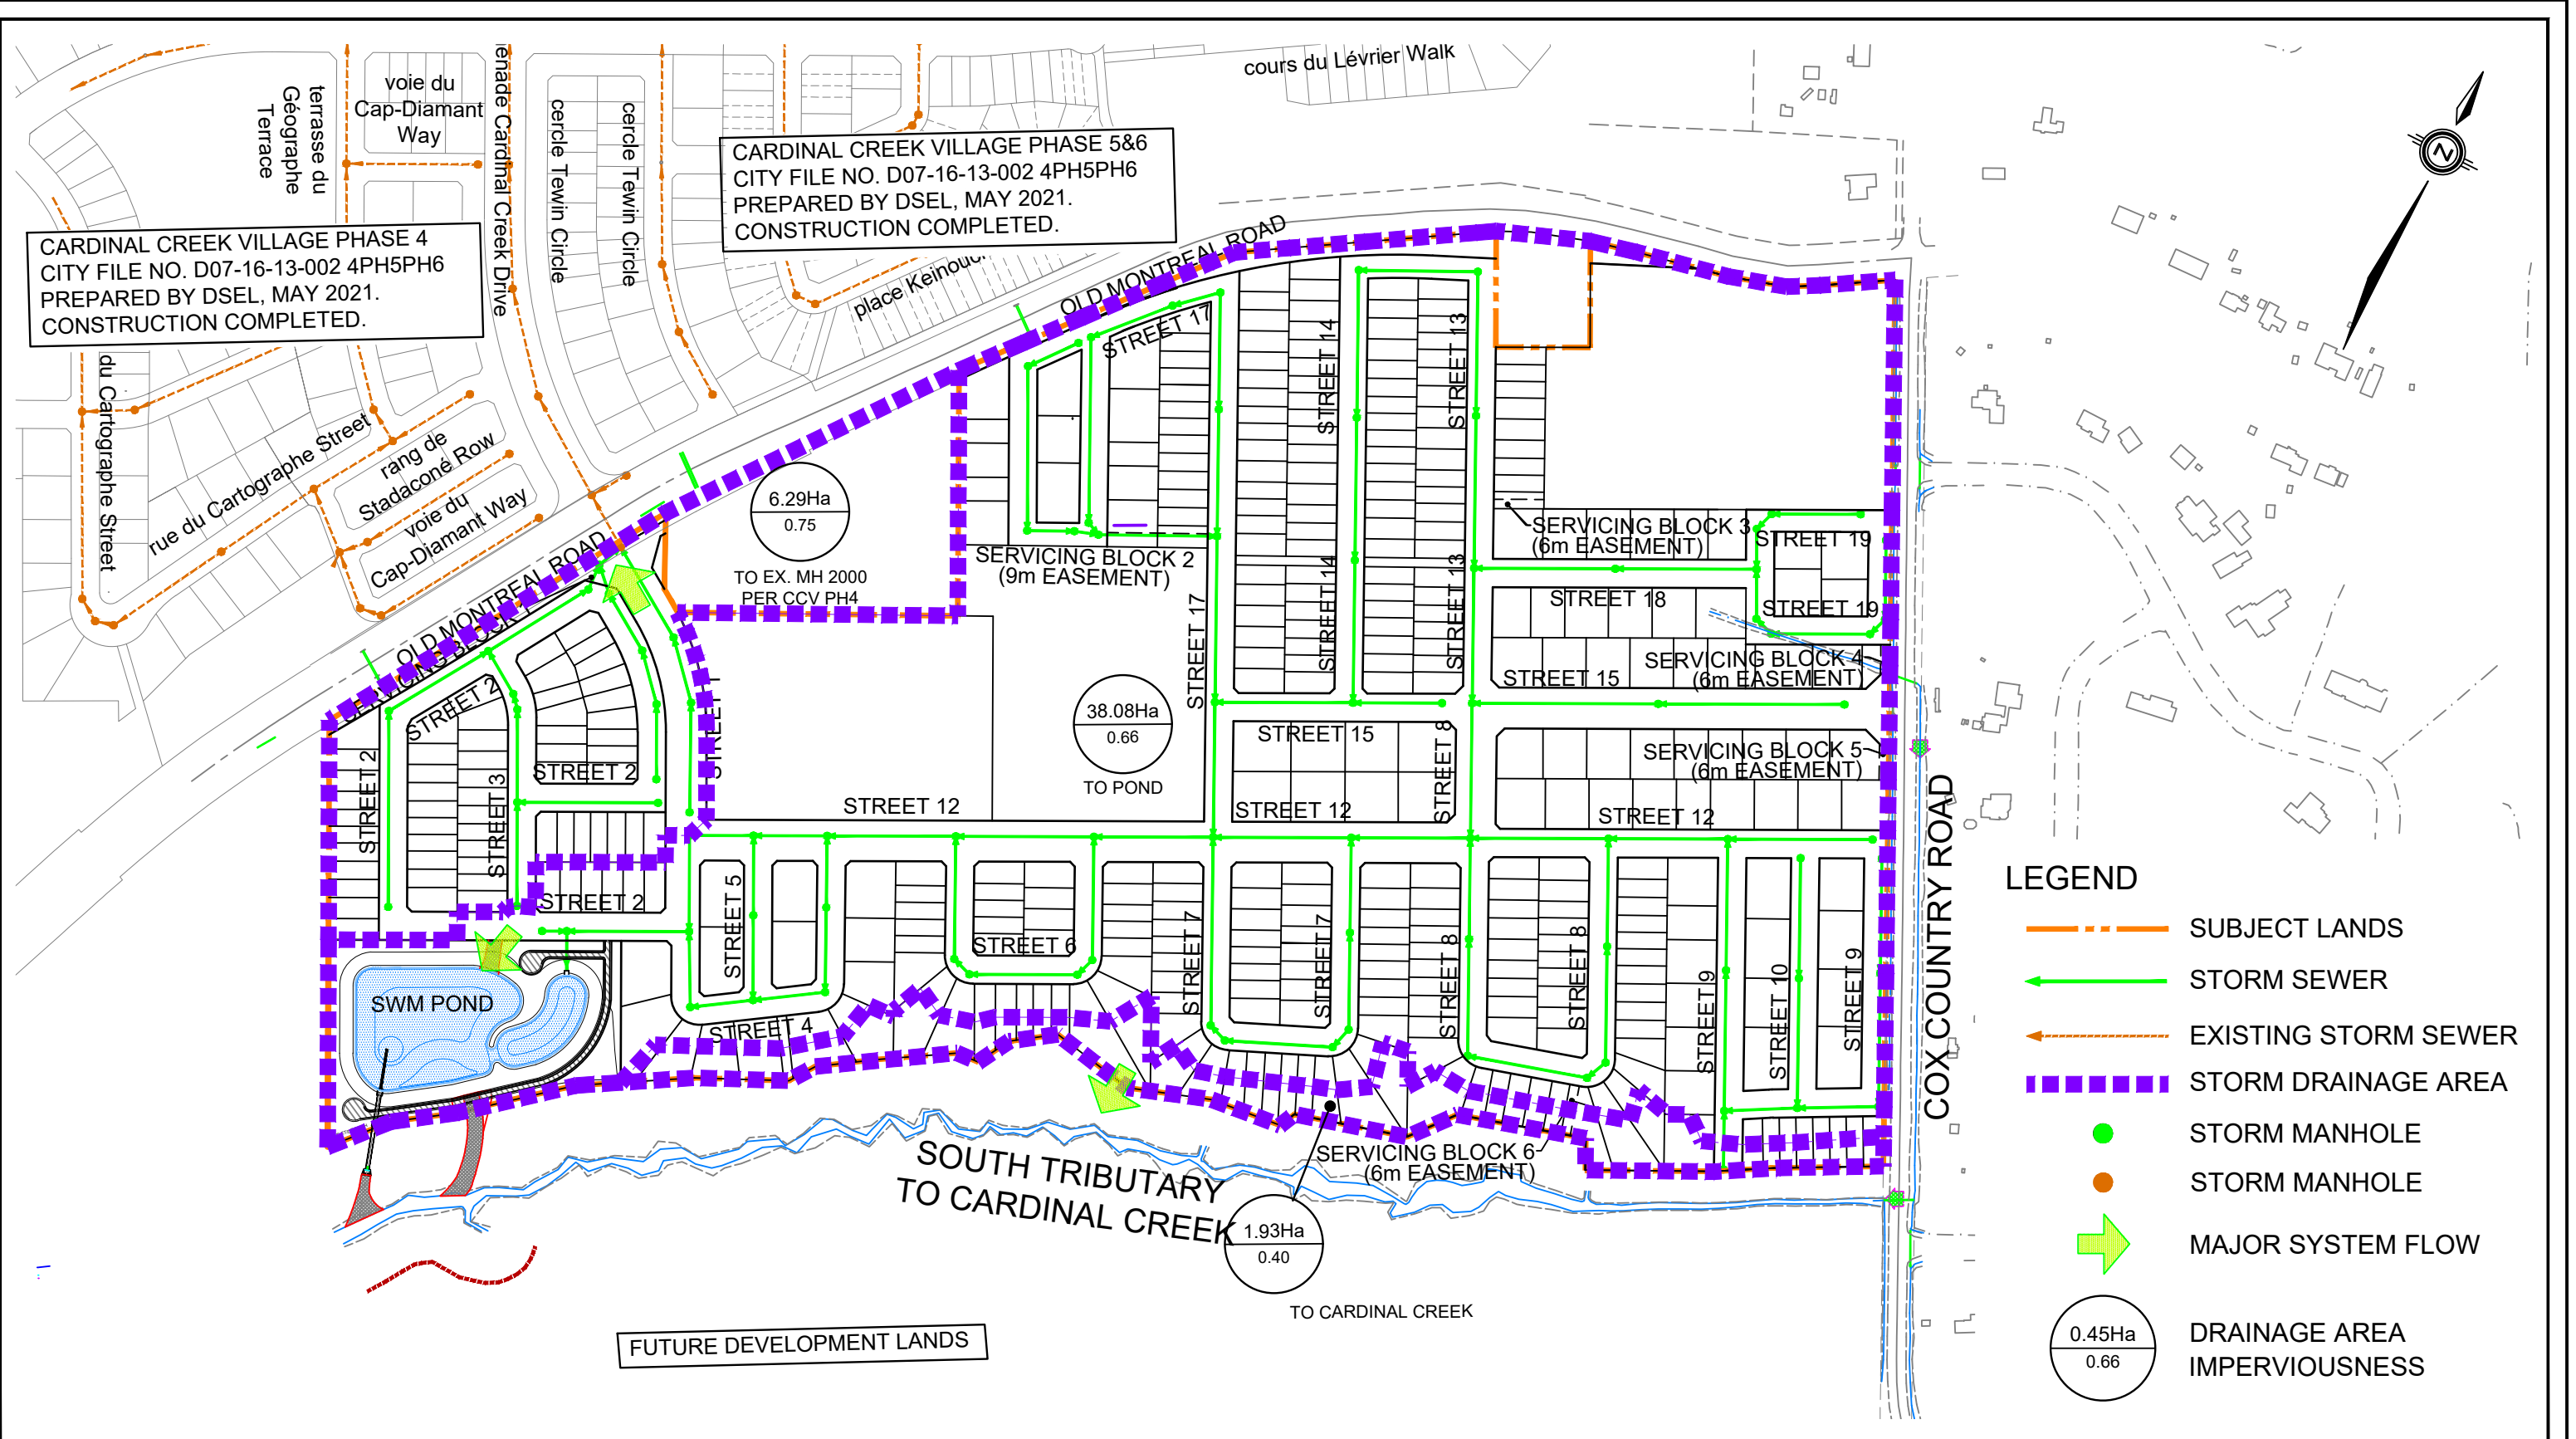 cours du Lévrier Walk
terrasse du
Géographe
Terrace
voie du
Cap-Diamant
Way
enade Cardinal Creek Drive
cercle Tewin Circle
cercle Tewin Circle
CARDINAL CREEK VILLAGE PHASE 5&6
CITY FILE NO. D07-16-13-002 4PH5PH6
PREPARED BY DSEL, MAY 2021.
CONSTRUCTION COMPLETED.
CARDINAL CREEK VILLAGE PHASE 4
CITY FILE NO. D07-16-13-002 4PH5PH6
PREPARED BY DSEL, MAY 2021.
CONSTRUCTION COMPLETED.
place Keinouc
OLD MONTREAL ROAD
N
du Cartographe Street
rue du Cartographe Street
rang de
Stadaconé Row
voie du
Cap-Diamant Way
OLD MONTREAL ROAD
6.29Ha
0.75
TO EX. MH 2000
PER CCV PH4
STREET 17
STREET 14
STREET 13
SERVICING BLOCK 2
(9m EASEMENT)
SERVICING BLOCK 3
(6m EASEMENT)
STREET 19
STREET 19
STREET 18
STREET 14
STREET 13
STREET 17
SERVICING BLOCK 4
(6m EASEMENT)
STREET 15
STREET 15
38.08Ha
0.66
TO POND
SERVICING BLOCK 5
(6m EASEMENT)
STREET 8
STREET 12
STREET 12
STREET 12
SERVICING BLOCK
STREET 2
STREET 2
STREET 3
STREET 2
STREET 2
STREET
STREET 5
STREET 6
STREET 4
STREET 7
STREET 7
STREET 8
STREET 8
STREET 9
STREET 10
STREET 9
COX COUNTRY ROAD
SWM POND
SERVICING BLOCK 6
(6m EASEMENT)
SOUTH TRIBUTARY
TO CARDINAL CREEK
1.93Ha
0.40
TO CARDINAL CREEK
FUTURE DEVELOPMENT LANDS
LEGEND
SUBJECT LANDS
STORM SEWER
EXISTING STORM SEWER
STORM DRAINAGE AREA
STORM MANHOLE
STORM MANHOLE
MAJOR SYSTEM FLOW
0.45Ha
0.66
DRAINAGE AREA
IMPERVIOUSNESS